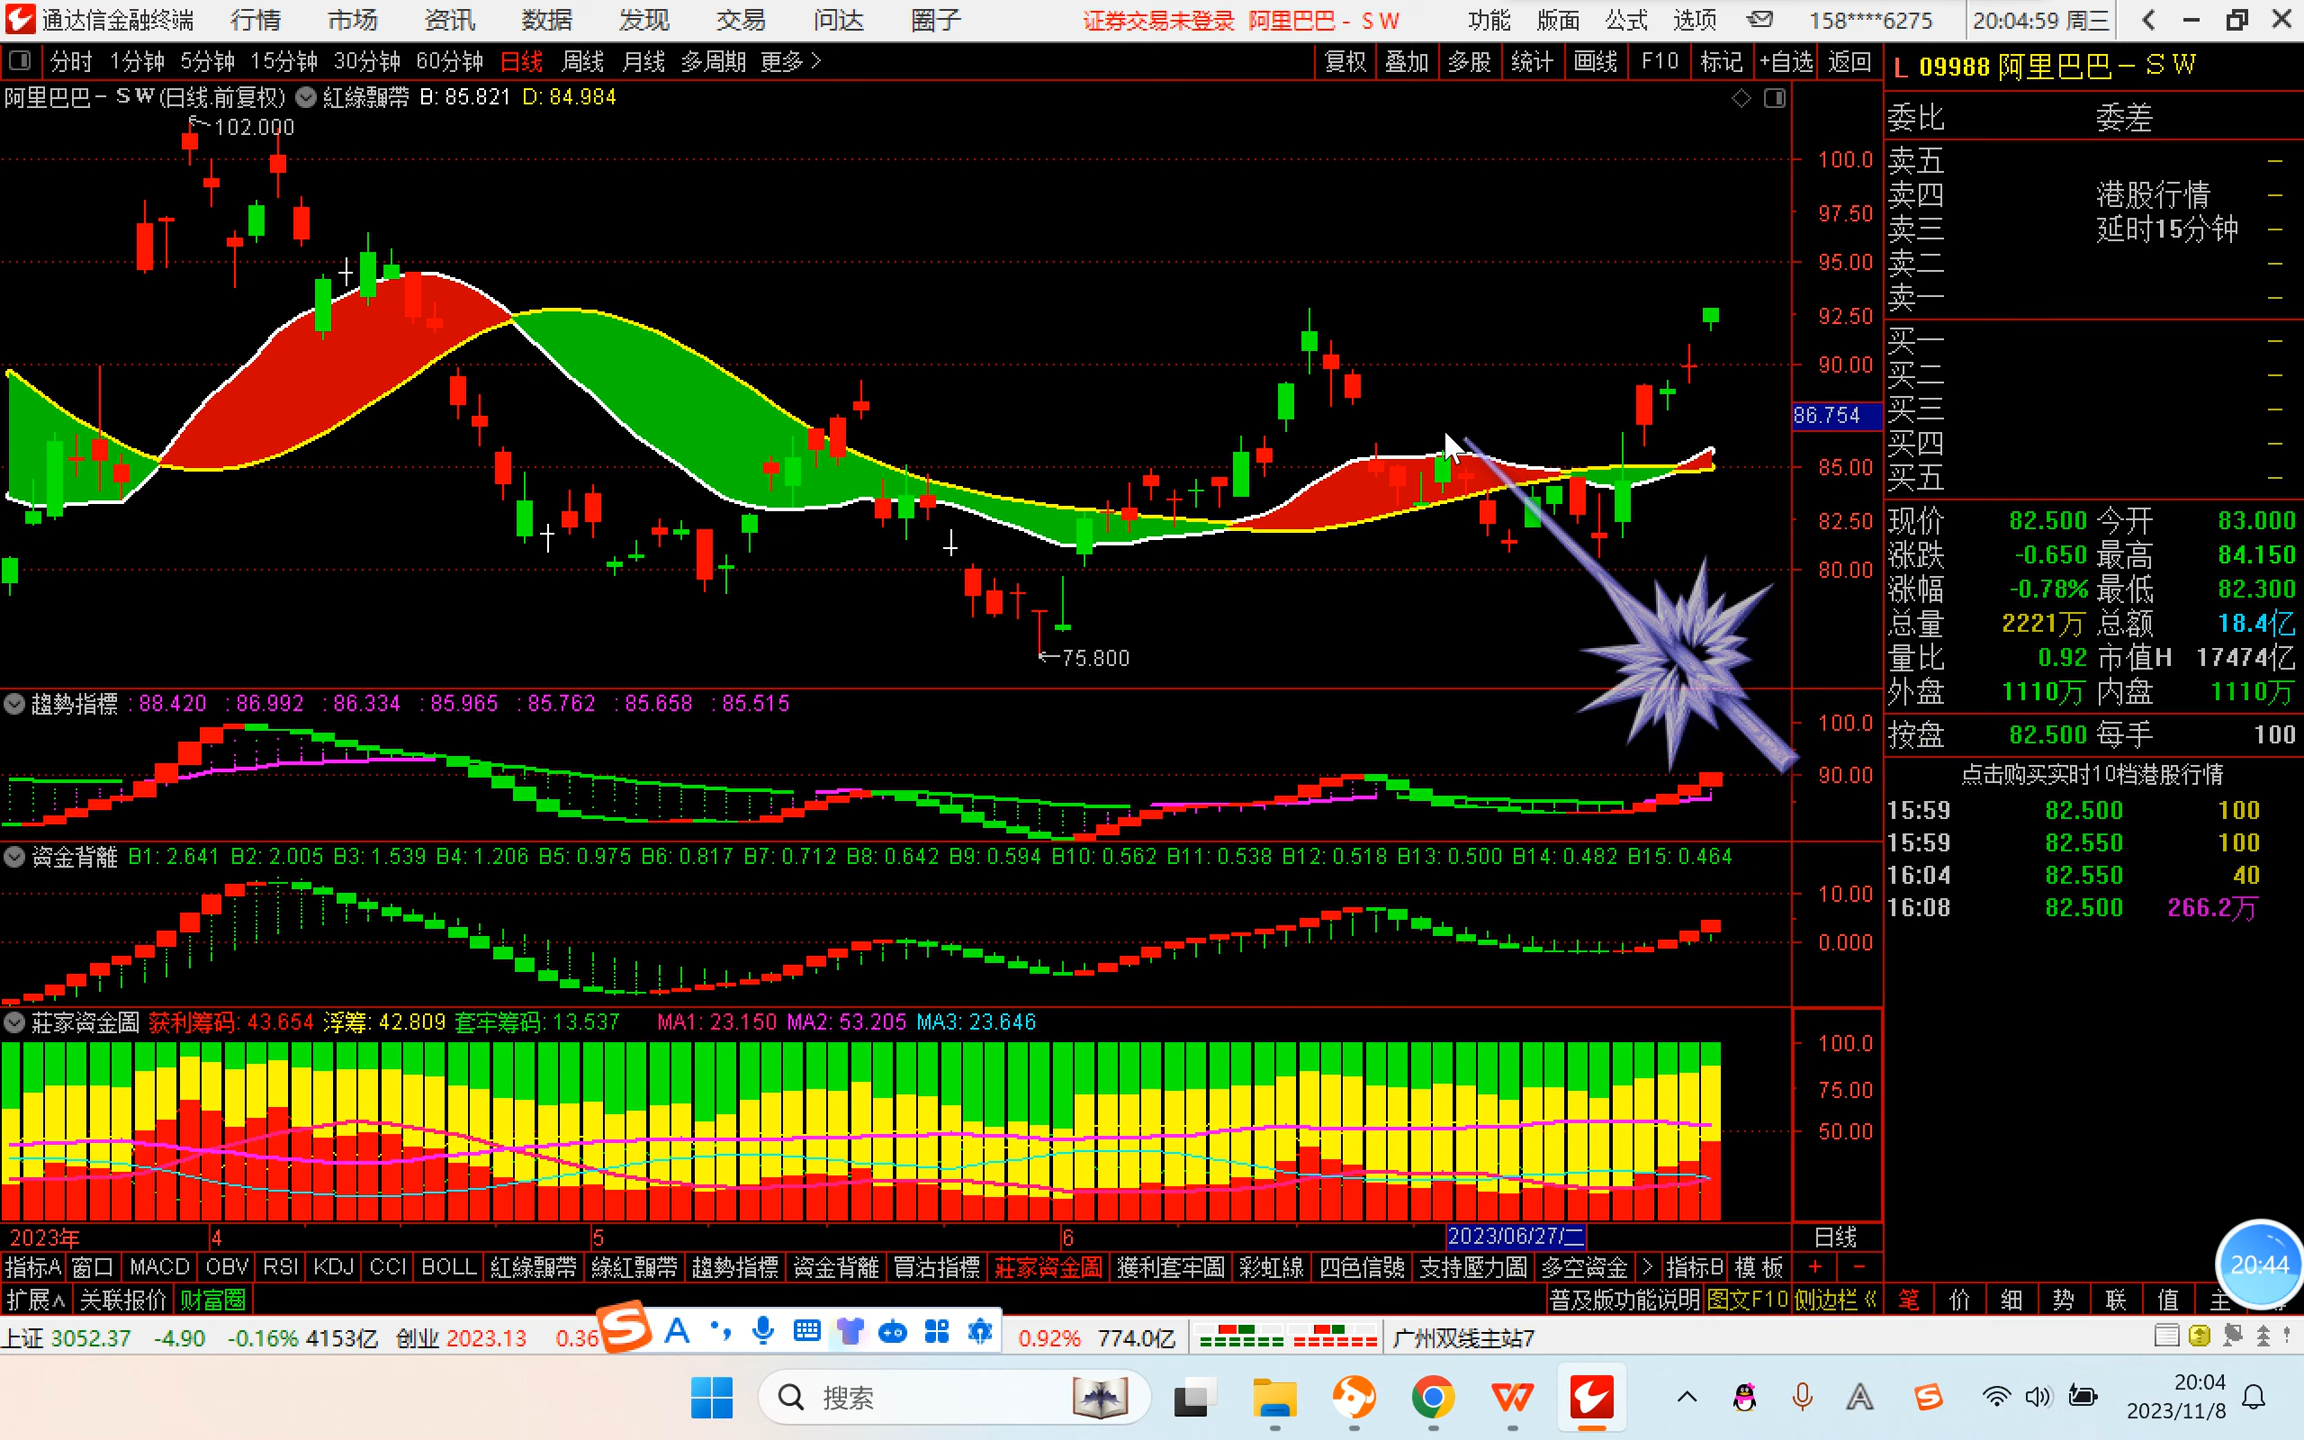 通达信金融终端 行情 市场 资讯 数据 发现 交易 问达 圈子 证券交易未登录 阿里巴巴-SW 功能 版面 公式 选项 158****6275 20:04:59 周三
分时 1分钟 5分钟 15分钟 30分钟 60分钟 日线 周线 月线 多周期 更多> 复权 叠加 多股 统计 画线 F10 标记 +自选 返回
L 09988 阿里巴巴-SW
阿里巴巴-SW(日线.前复权) 紅綠飄帶 B: 85.821 D: 84.984
102.000
100.0
97.50
95.00
92.50
90.00
86.754
85.00
82.50
80.00
75.800
委比 委差
卖五
卖四 港股行情
卖三 延时15分钟
卖二
卖一
买一
买二
买三
买四
买五
现价 82.500 今开 83.000
涨跌 -0.650 最高 84.150
涨幅 -0.78% 最低 82.300
总量 2221万 总额 18.4亿
量比 0.92 市值H 17474亿
外盘 1110万 内盘 1110万
按盘 82.500 每手 100
点击购买实时10档港股行情
15:59 82.500 100
15:59 82.550 100
16:04 82.550 40
16:08 82.500 266.2万
趨勢指標 : 88.420 : 86.992 : 86.334 : 85.965 : 85.762 : 85.658 : 85.515
100.0
90.00
资金背離 B1: 2.641 B2: 2.005 B3: 1.539 B4: 1.206 B5: 0.975 B6: 0.817 B7: 0.712 B8: 0.642 B9: 0.594 B10: 0.562 B11: 0.538 B12: 0.518 B13: 0.500 B14: 0.482 B15: 0.464
10.00
0.000
莊家资金圖 获利筹码: 43.654 浮筹: 42.809 套牢筹码: 13.537 MA1: 23.150 MA2: 53.205 MA3: 23.646
100.0
75.00
50.00
2023年 4 5 6 2023/06/27/二 日线
指标A 窗口 MACD OBV RSI KDJ CCI BOLL 紅綠飄帶 綠紅飄帶 趨勢指標 资金背離 買沽指標 莊家资金圖 獲利套牢圖 彩虹線 四色信號 支持壓力圖 多空资金 > 指标B 模板 + -
20:44
扩展∧ 关联报价 财富圈 普及版功能说明 图文F10 侧边栏 《 笔 价 细 势 联 值 主
上证 3052.37 -4.90 -0.16% 4153亿 创业 2023.13 0.36 0.92% 774.0亿 广州双线主站7
搜索
20:04
2023/11/8